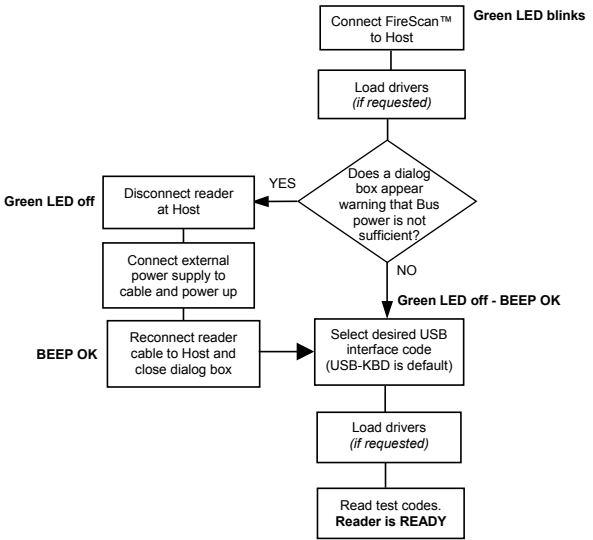 Connect FireScan™
to Host
Green LED blinks
Load drivers
(if requested)
Does a dialog
box appear
warning that Bus
power is not
sufficient?
YES
Green LED off
Disconnect reader
at Host
Connect external
power supply to
cable and power up
NO
Green LED off - BEEP OK
BEEP OK
Reconnect reader
cable to Host and
close dialog box
Select desired USB
interface code
(USB-KBD is default)
Load drivers
(if requested)
Read test codes.
Reader is READY